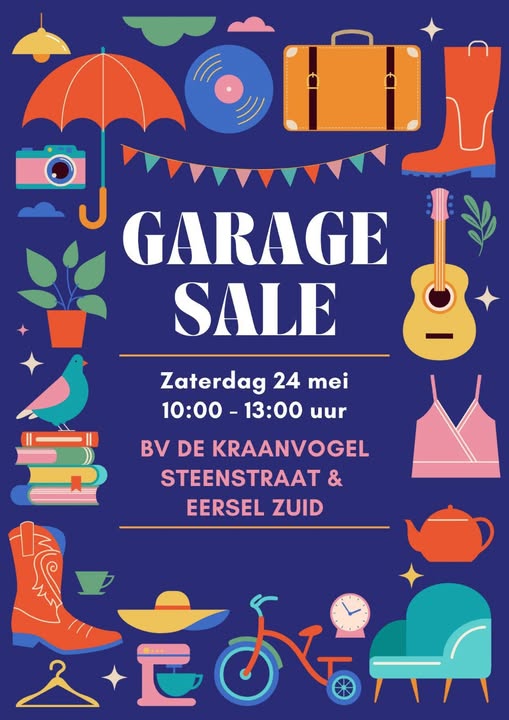 GARAGE
SALE
Zaterdag 24 mei
10:00 - 13:00 uur
BV DE KRAANVOGEL
STEENSTRAAT &
EERSEL ZUID